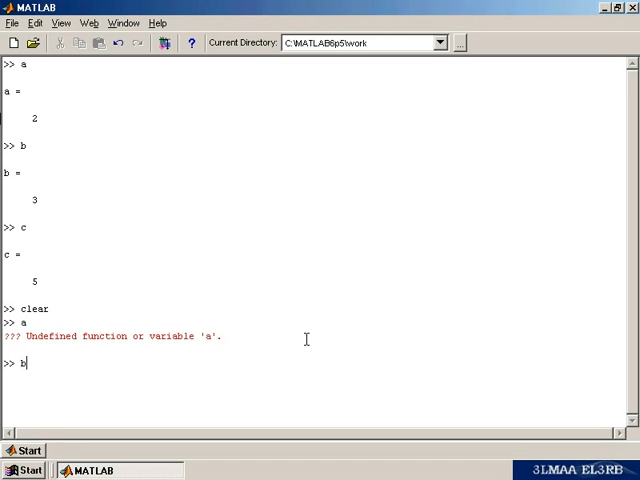 MATLAB
File Edit View Web Window Help
Current Directory: C:\MATLAB6p5\work ...
>> a
a =
2
>> b
b =
3
>> c
c =
5
>> clear
>> a
??? Undefined function or variable 'a'.
>> b
Start
Start MATLAB
3LMAA EL3RB